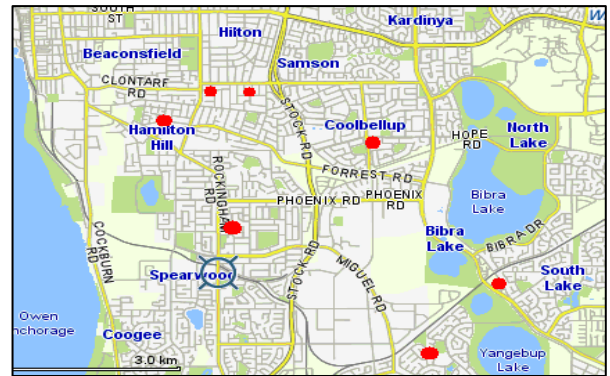 SOUTH
ST
Hilton
Kardinya
Beaconsfield
Samson
CLONTARF
RD
Hamilton
Hill
STOCK RD
Coolbellup
HOPE
RD
North
Lake
FORREST RD
ROCKINGHAM
RD
PHOENIX RD
PHOENIX
RD
Bibra
Lake
COCKBURN
RD
Bibra
Lake
BIBRA DR
Spearwood
STOCK RD
MIGUEL RD
South
Lake
Owen
nchorage
Coogee
3.0 km
Yangebup
Lake